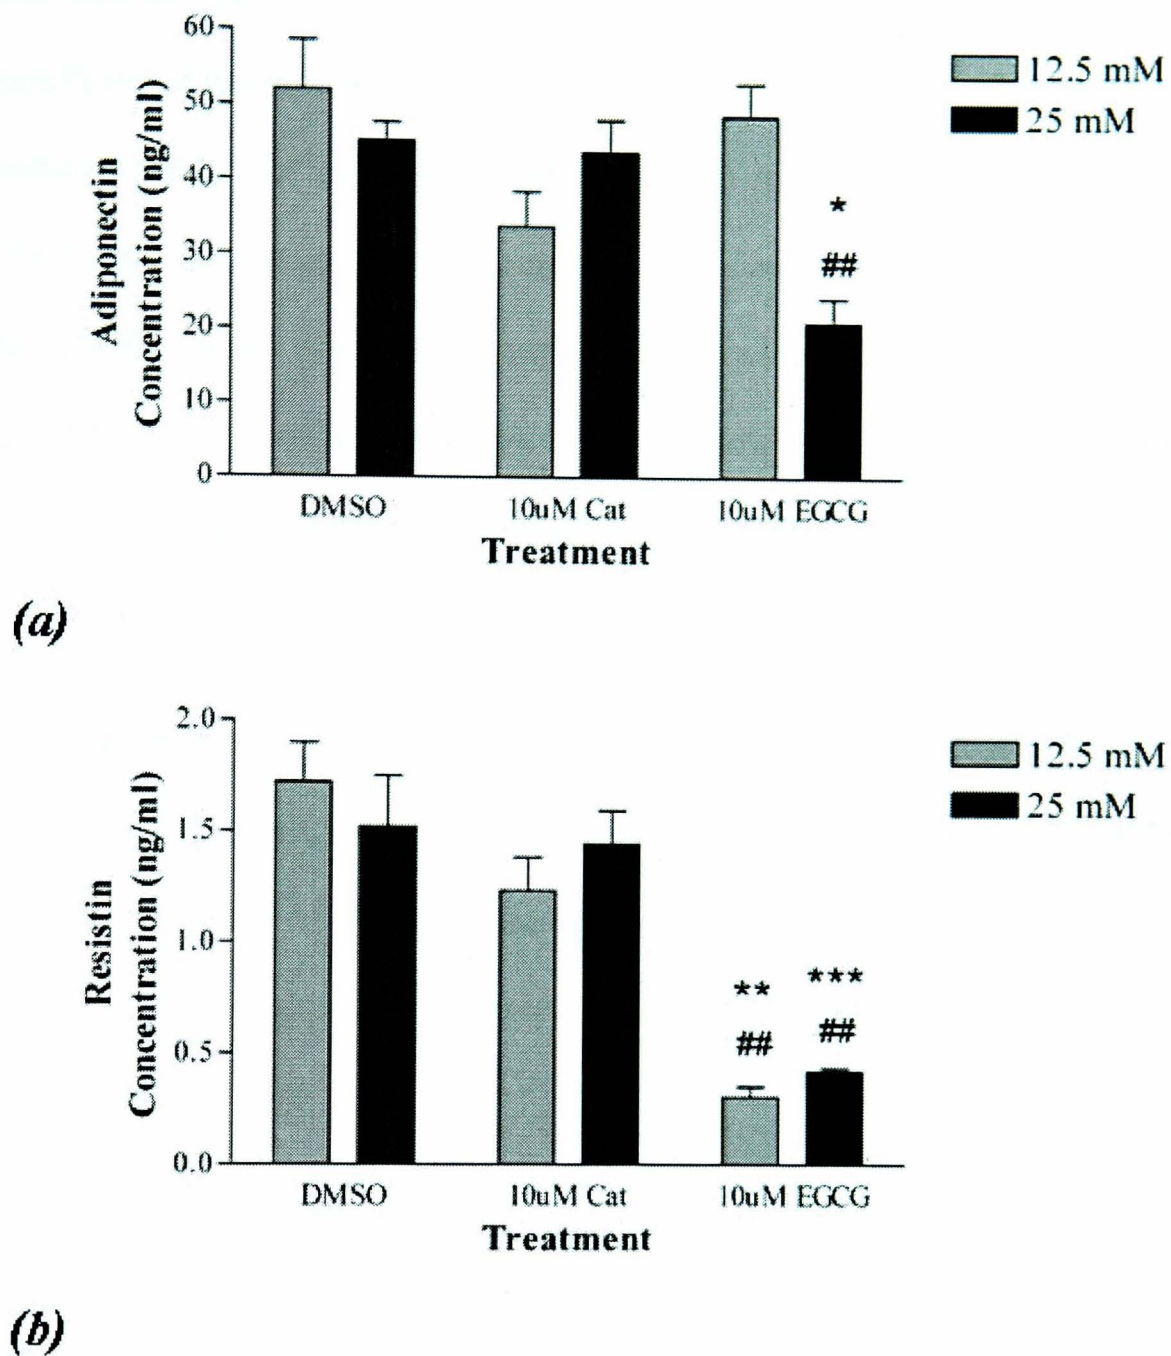 60
50
40
30
20
10
0
Adiponectin
Concentration (ng/ml)
12.5 mM
25 mM
*
##
DMSO
10uM Cat
10uM EGCG
Treatment
(a)
2.0
1.5
1.0
0.5
0.0
Resistin
Concentration (ng/ml)
12.5 mM
25 mM
** ***
## ##
DMSO
10uM Cat
10uM EGCG
Treatment
(b)